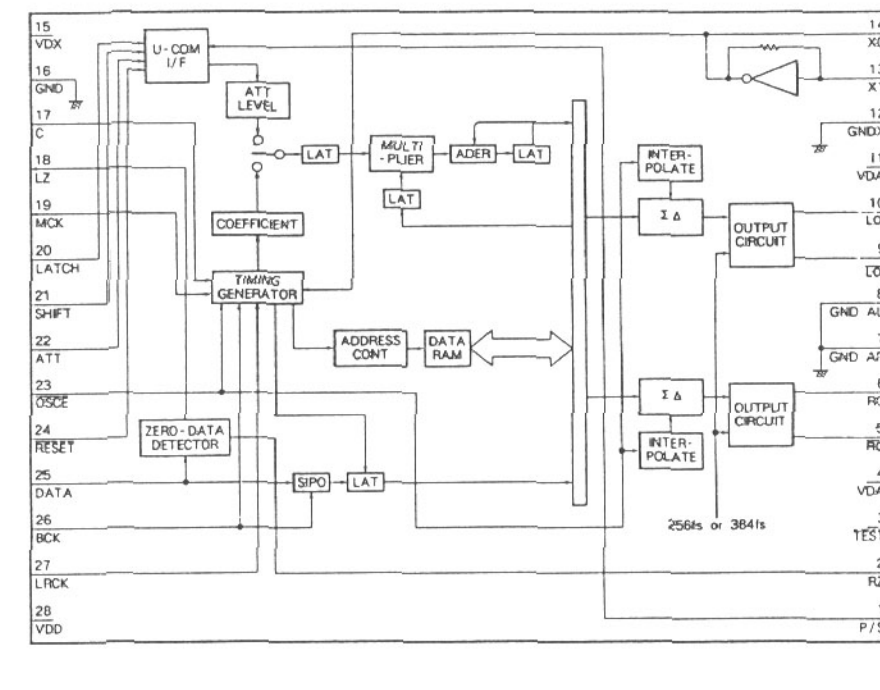 15
VDX
16
GND
17
C
18
LZ
19
MCK
20
LATCH
21
SHIFT
22
ATT
23
OSCE
24
RESET
25
DATA
26
BCK
27
LRCK
28
VDD
U-COM
I/F
ATT
LEVEL
LAT
MULTI
-PLIER
ADER
LAT
LAT
COEFFICIENT
TIMING
GENERATOR
ADDRESS
CONT
DATA
RAM
ZERO-DATA
DETECTOR
SIPO
LAT
INTER-
POLATE
Σ Δ
OUTPUT
CIRCUIT
Σ Δ
INTER-
POLATE
OUTPUT
CIRCUIT
256fs or 384fs
GND
GND
P/S